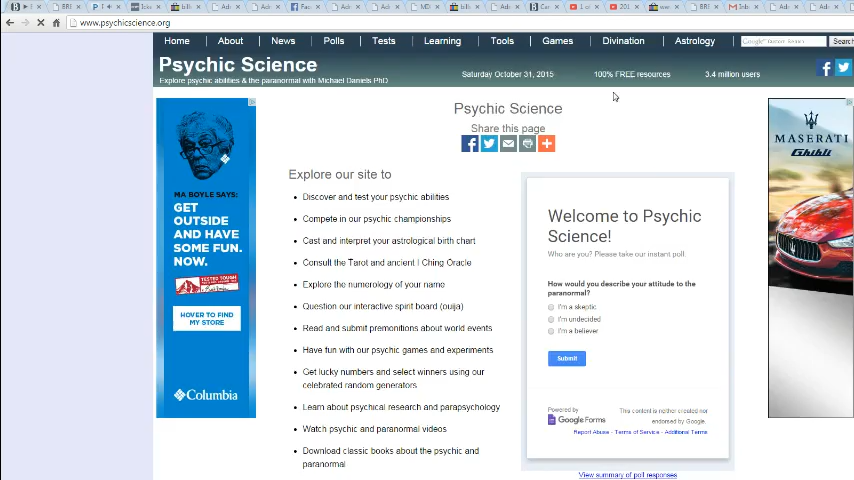 www.psychicscience.org
Home About News Polls Tests Learning Tools Games Divination Astrology Search
Psychic Science
Explore psychic abilities & the paranormal with Michael Daniels PhD
Saturday October 31, 2015 100% FREE resources 3.4 million users
Psychic Science
Share this page
MA BOYLE SAYS:
GET
OUTSIDE
AND HAVE
SOME FUN.
NOW.
TESTED TOUGH
HOVER TO FIND
MY STORE
Columbia
Explore our site to
Discover and test your psychic abilities
Compete in our psychic championships
Cast and interpret your astrological birth chart
Consult the Tarot and ancient I Ching Oracle
Explore the numerology of your name
Question our interactive spirit board (ouija)
Read and submit premonitions about world events
Have fun with our psychic games and experiments
Get lucky numbers and select winners using our
celebrated random generators
Learn about psychical research and parapsychology
Watch psychic and paranormal videos
Download classic books about the psychic and
paranormal
Welcome to Psychic
Science!
Who are you? Please take our instant poll.
How would you describe your attitude to the
paranormal?
I'm a skeptic
I'm undecided
I'm a believer
Submit
Powered by
Google Forms
This content is neither created nor
endorsed by Google.
Report Abuse - Terms of Service - Additional Terms
View summary of poll responses
MASERATI
Ghibli